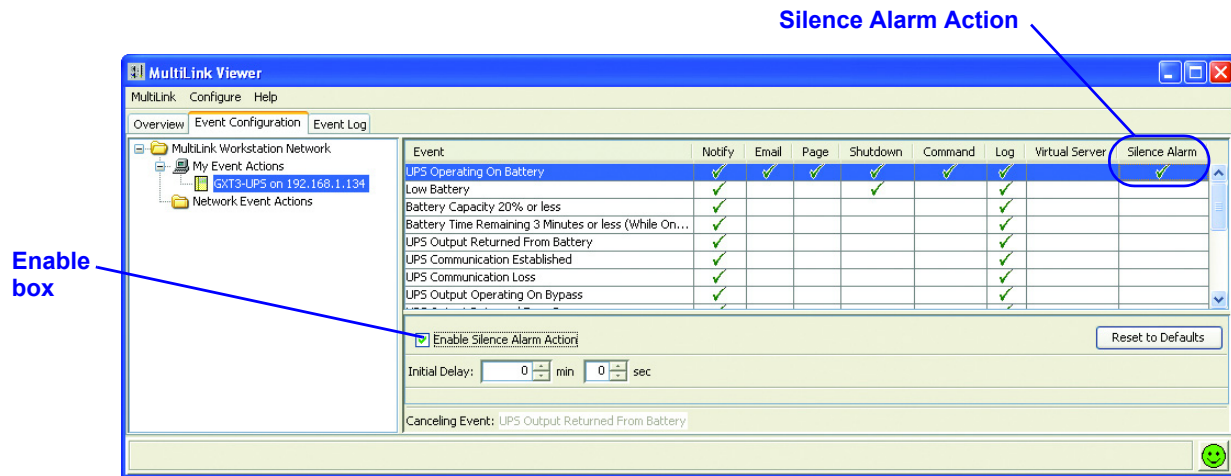 Silence Alarm Action
MultiLink Viewer
MultiLink Configure Help
Overview Event Configuration Event Log
MultiLink Workstation Network
My Event Actions
GXT3-UPS on 192.168.1.134
Network Event Actions
Event Notify Email Page Shutdown Command Log Virtual Server Silence Alarm
UPS Operating On Battery
Low Battery
Battery Capacity 20% or less
Battery Time Remaining 3 Minutes or less (While On...
UPS Output Returned From Battery
UPS Communication Established
UPS Communication Loss
UPS Output Operating On Bypass
Enable
box
Enable Silence Alarm Action
Reset to Defaults
Initial Delay: 0 min 0 sec
Canceling Event: UPS Output Returned From Battery